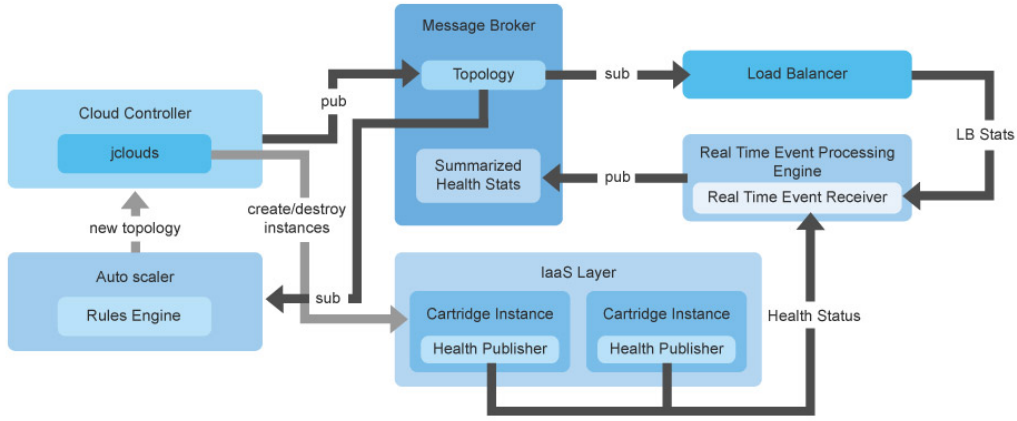 Message Broker
Topology
sub
Load Balancer
pub
Cloud Controller
jclouds
LB Stats
Real Time Event Processing
Engine
Real Time Event Receiver
Summarized
Health Stats
pub
create/destroy
instances
new topology
Auto scaler
Rules Engine
sub
IaaS Layer
Cartridge Instance
Health Publisher
Cartridge Instance
Health Publisher
Health Status